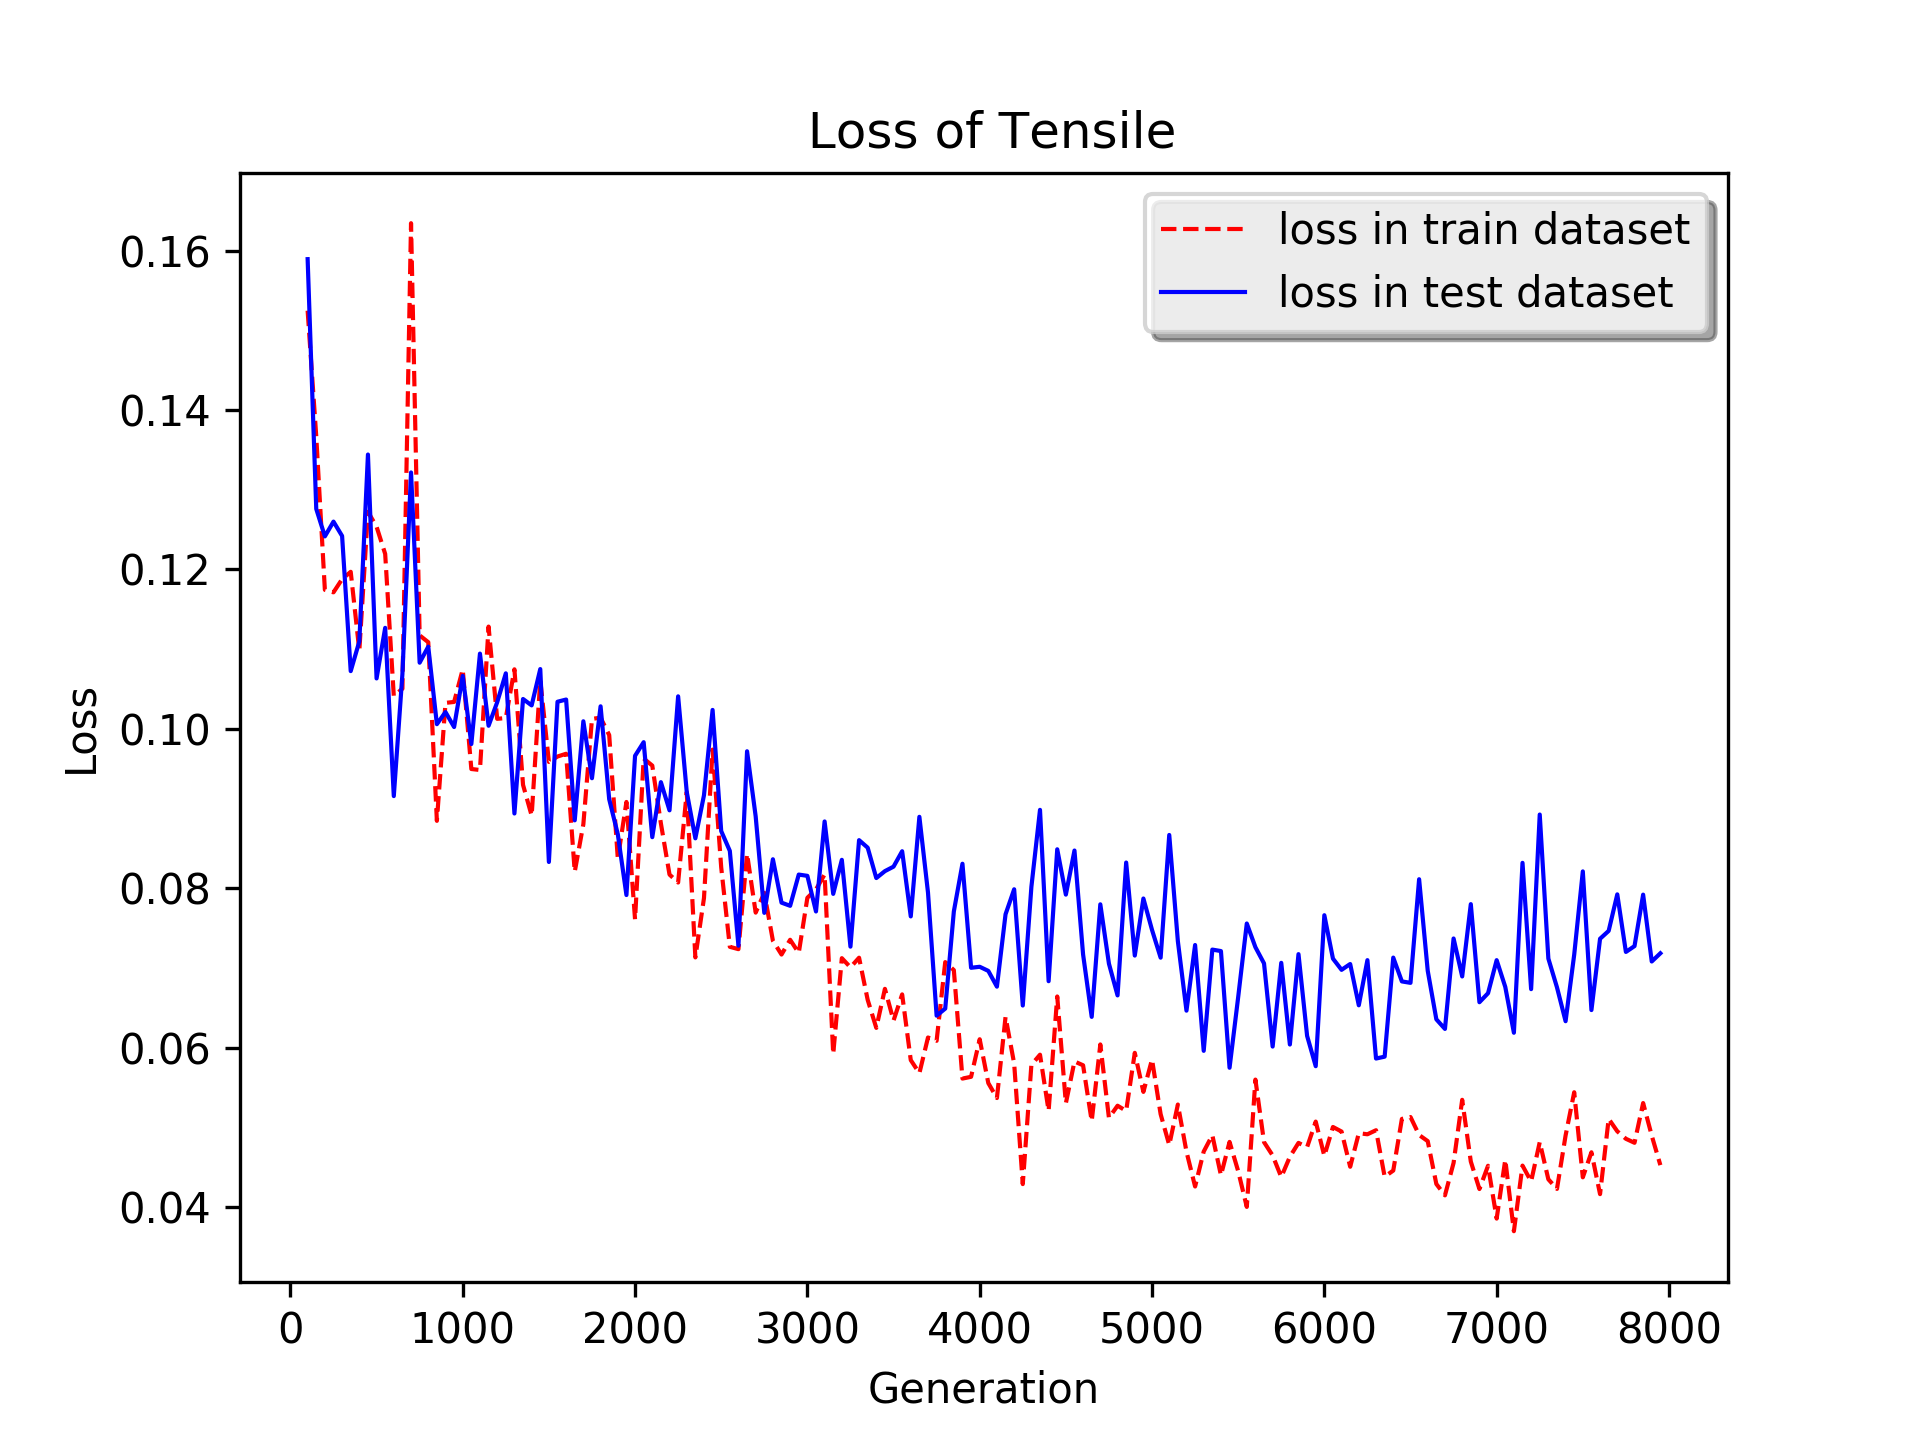 Loss of Tensile
loss in train dataset
loss in test dataset
0.16
0.14
0.12
0.10
0.08
0.06
0.04
Loss
0 1000 2000 3000 4000 5000 6000 7000 8000
Generation